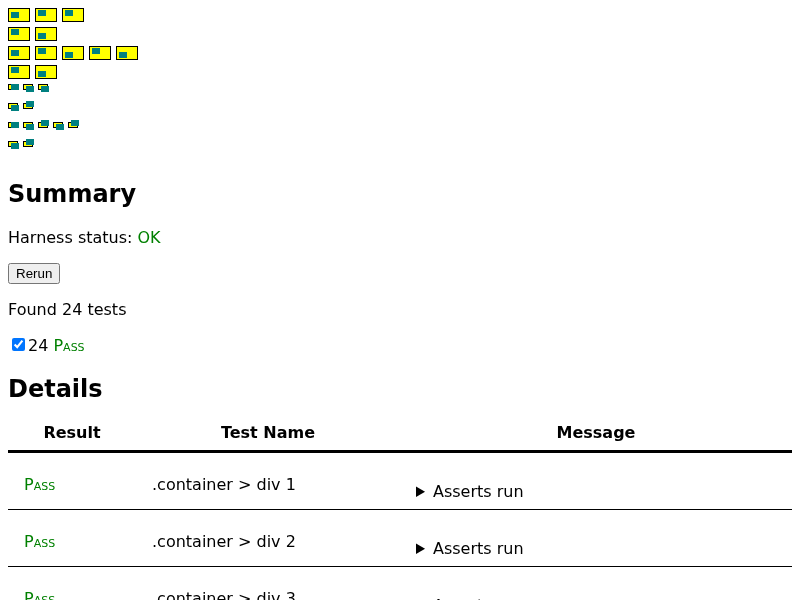 Summary
Harness status: OK
Rerun
Found 24 tests
24 Pass
Details
Result Test Name Message
Pass .container > div 1 Asserts run
Pass .container > div 2 Asserts run
Pass .container > div 3